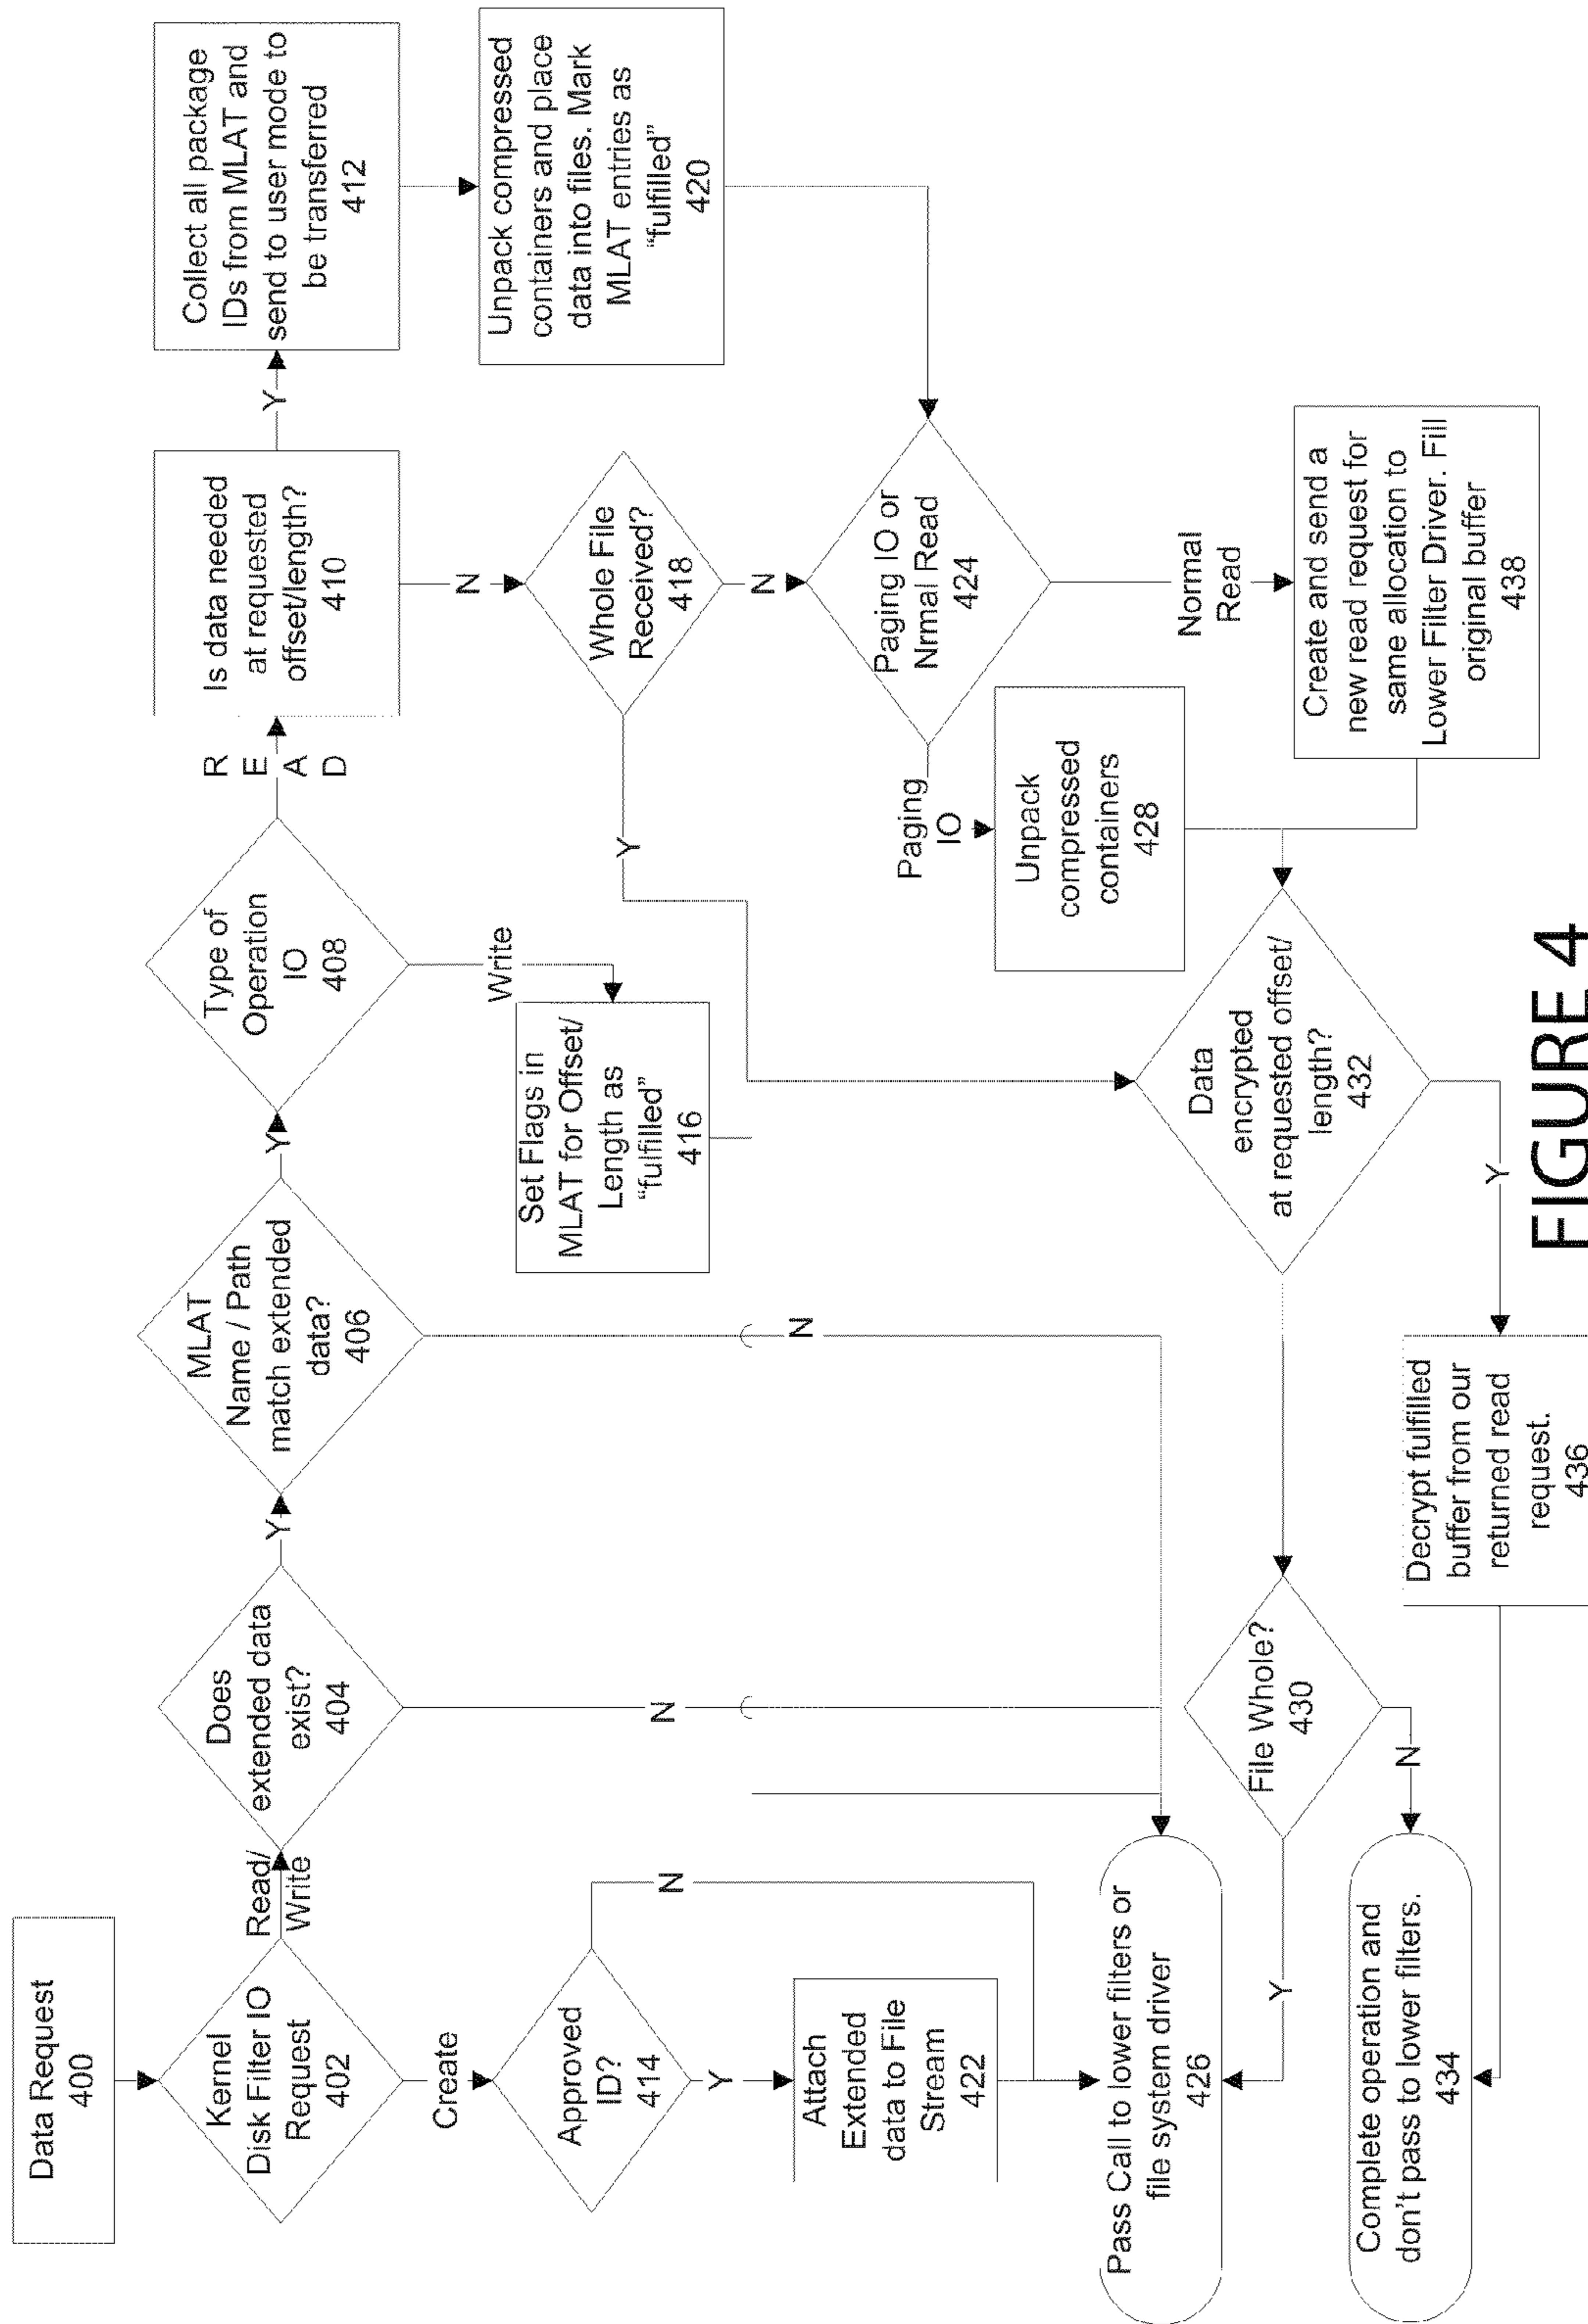 Data Request
400
Kernel
Disk Filter IO
Request
402
Read/
Write
Does
extended data
exist?
404
Y
MLAT
Name / Path
match extended
data?
406
Y
Type of
Operation
IO
408
R
E
A
D
Is data needed
at requested
offset/length?
410
Y
Collect all package
IDs from MLAT and
send to user mode to
be transferred
412
Create
Approved
ID?
414
N
Y
Attach
Extended
data to File
Stream
422
N
N
Write
Set Flags in
MLAT for Offset/
Length as
“fulfilled”
416
N
Whole File
Received?
418
Y
N
Unpack compressed
containers and place
data into files. Mark
MLAT entries as
“fulfilled”
420
Paging IO or
Nrmal Read
424
Paging
IO
Unpack
compressed
containers
428
Normal
Read
Create and send a
new read request for
same allocation to
Lower Filter Driver. Fill
original buffer
438
Pass Call to lower filters or
file system driver
426
Y
File Whole?
430
N
Data
encrypted
at requested offset/
length?
432
Y
Complete operation and
don't pass to lower filters.
434
Decrypt fulfilled
buffer from our
returned read
request.
436
FIGURE 4